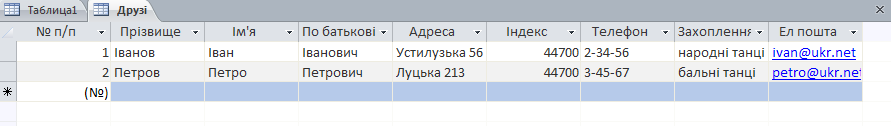 Таблица1 Друзі
№ п/п Прізвище Ім'я По батькові Адреса Індекс Телефон Захоплення Ел пошта
1 Іванов Іван Іванович Устилузька 56 44700 2-34-56 народні танці ivan@ukr.net
2 Петров Петро Петрович Луцька 213 44700 3-45-67 бальні танці petro@ukr.net
(№)